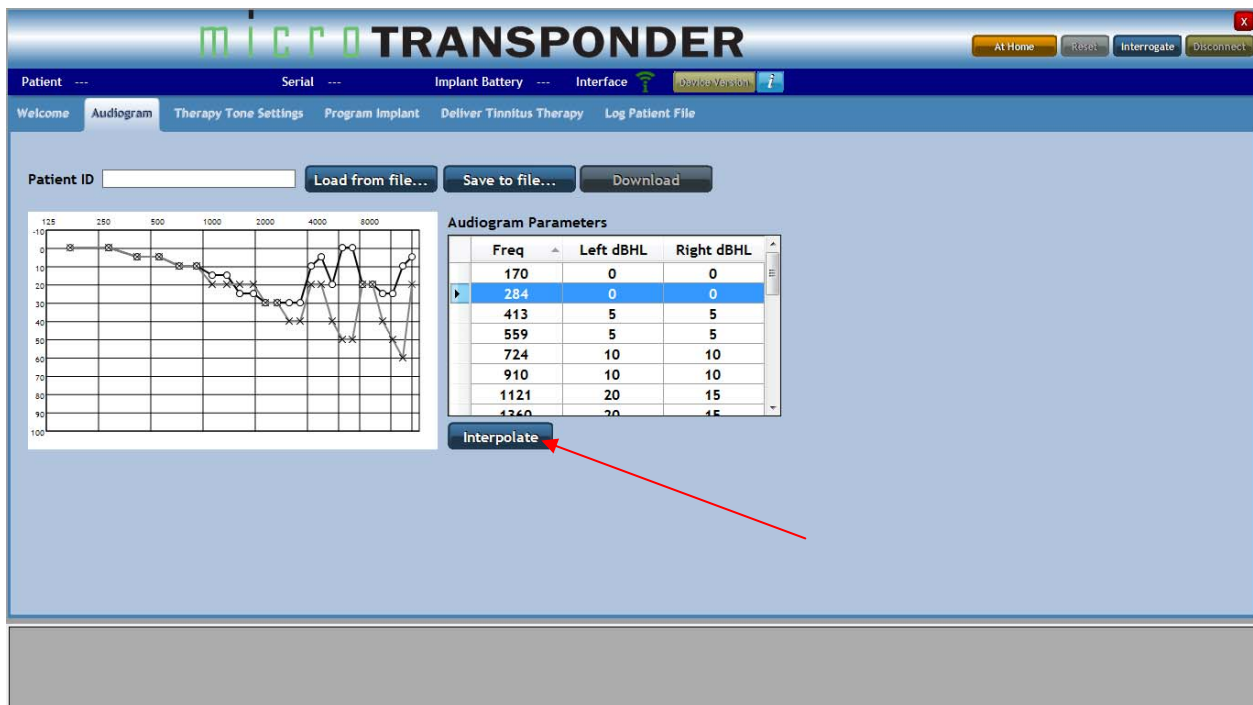 microTRANSPONDER
X
At Home Reset Interrogate Disconnect
Patient --- Serial --- Implant Battery --- Interface Device Version i
Welcome Audiogram Therapy Tone Settings Program Implant Deliver Tinnitus Therapy Log Patient File
Patient ID Load from file... Save to file... Download
125 250 500 1000 2000 4000 8000
-10
0
10
20
30
40
50
60
70
80
90
100
Audiogram Parameters
Freq Left dBHL Right dBHL
170 0 0
284 0 0
413 5 5
559 5 5
724 10 10
910 10 10
1121 20 15
1360 20 15
Interpolate